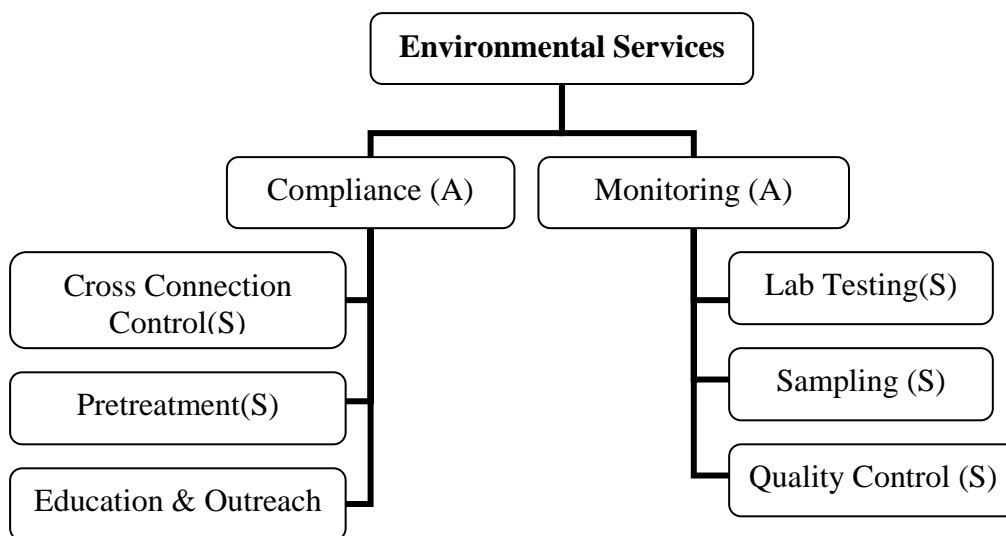 Environmental Services
Compliance (A)
Monitoring (A)
Cross Connection
Control(S)
Pretreatment(S)
Education & Outreach
Lab Testing(S)
Sampling (S)
Quality Control (S)